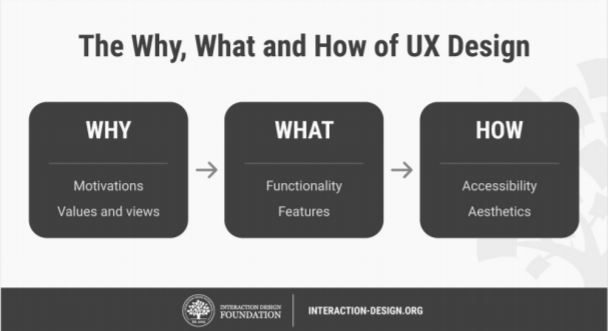 The Why, What and How of UX Design
WHY
Motivations
Values and views
WHAT
Functionality
Features
HOW
Accessibility
Aesthetics
INTERACTION DESIGN
FOUNDATION
INTERACTION-DESIGN.ORG